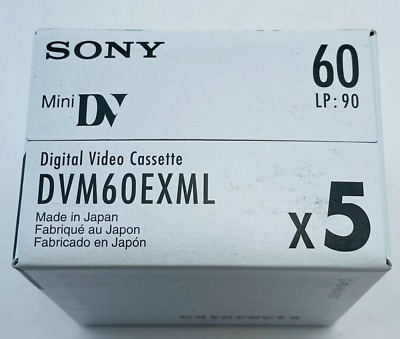 SONY
60
Mini DV
LP: 90
Digital Video Cassette
DVM60EXML
Made in Japan
Fabriqué au Japon
Fabricado en Japón
x5